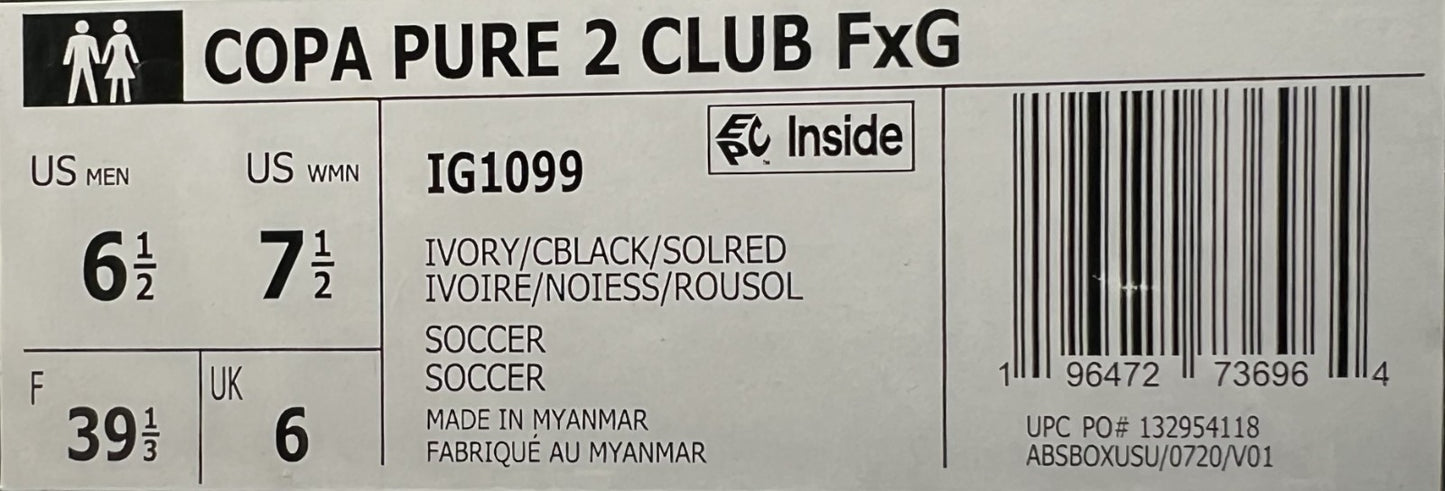 COPA PURE 2 CLUB FxG
US MEN
6 1/2
US WMN
7 1/2
F
39 1/3
UK
6
IG1099
EPC™ Inside
IVORY/CBLACK/SOLRED
IVOIRE/NOIESS/ROUSOL
SOCCER
SOCCER
MADE IN MYANMAR
FABRIQUÉ AU MYANMAR
1 96472 73696 4
UPC PO# 132954118
ABSBOXUSU/0720/V01